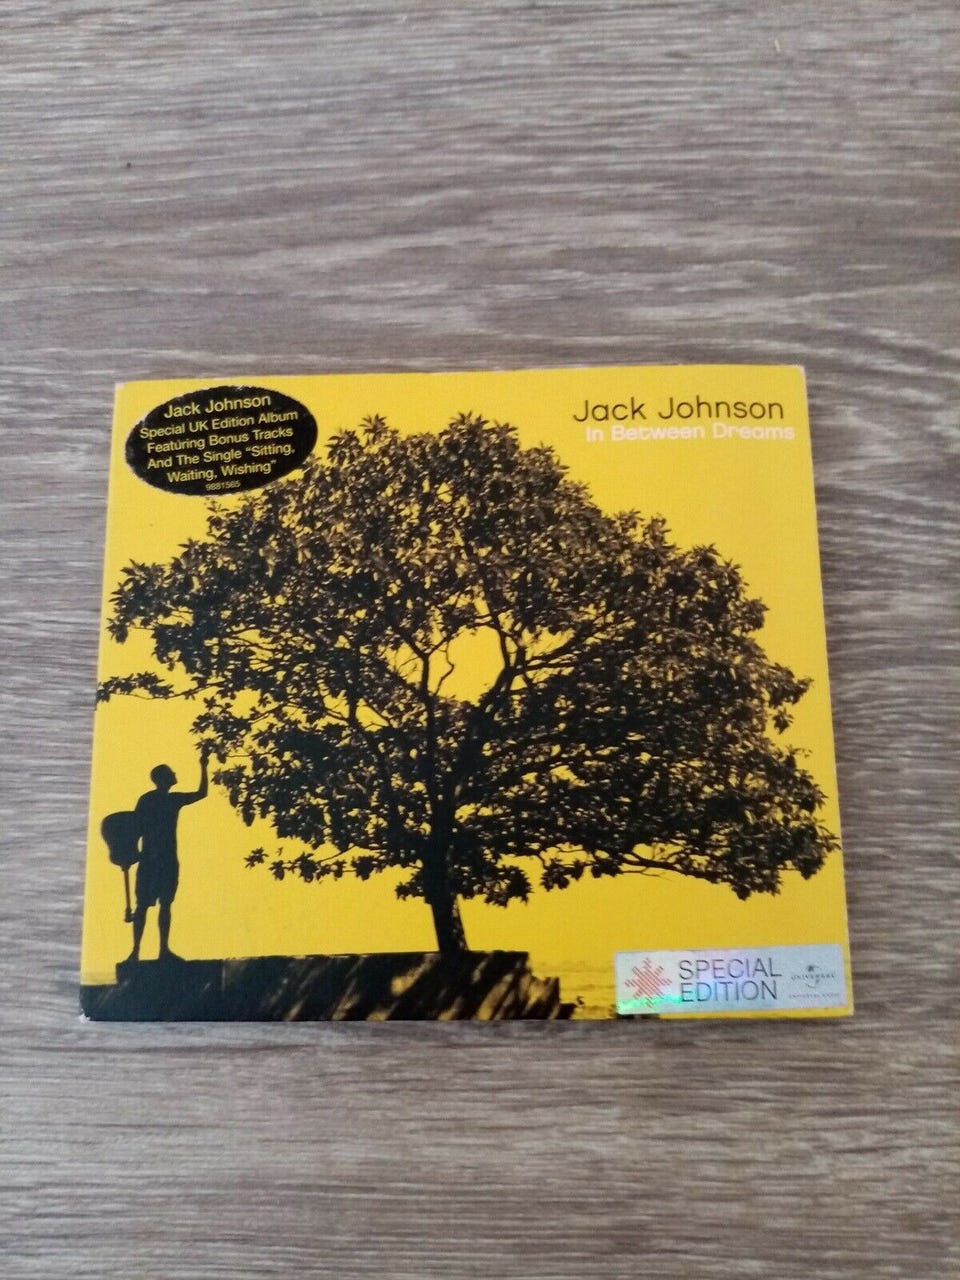 Jack Johnson
Special UK Edition Album
Featuring Bonus Tracks
And The Single "Sitting,
Waiting, Wishing"
9881565
Jack Johnson
In Between Dreams
SPECIAL
EDITION
UNIVERSAL